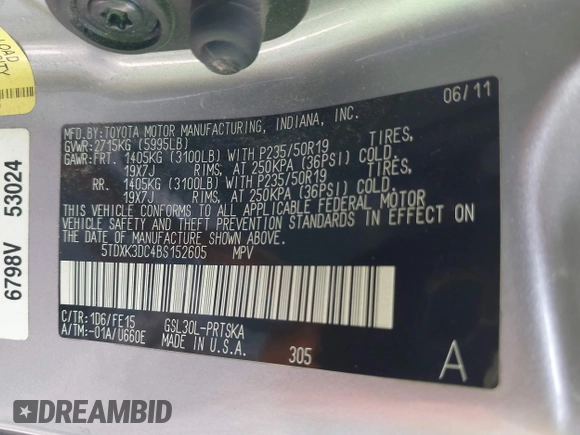 LOAD
06/11
MFD.BY:TOYOTA MOTOR MANUFACTURING, INDIANA, INC.
GVWR:2715KG (5995LB)
GAWR:FRT. 1405KG (3100LB) WITH P235/50R19 TIRES,
19X7J RIMS, AT 250KPA (36PSI) COLD.
RR. 1405KG (3100LB) WITH P235/50R19 TIRES,
19X7J RIMS, AT 250KPA (36PSI) COLD.
THIS VEHICLE CONFORMS TO ALL APPLICABLE FEDERAL MOTOR
VEHICLE SAFETY AND THEFT PREVENTION STANDARDS IN EFFECT ON
THE DATE OF MANUFACTURE SHOWN ABOVE.
5TDXK3DC4BS152605 MPV
C/TR:1D6/FE15 GSL30L-PRTSKA
A/TM:-01A/U660E MADE IN U.S.A. 305
A
6798V 53024
DREAMBID